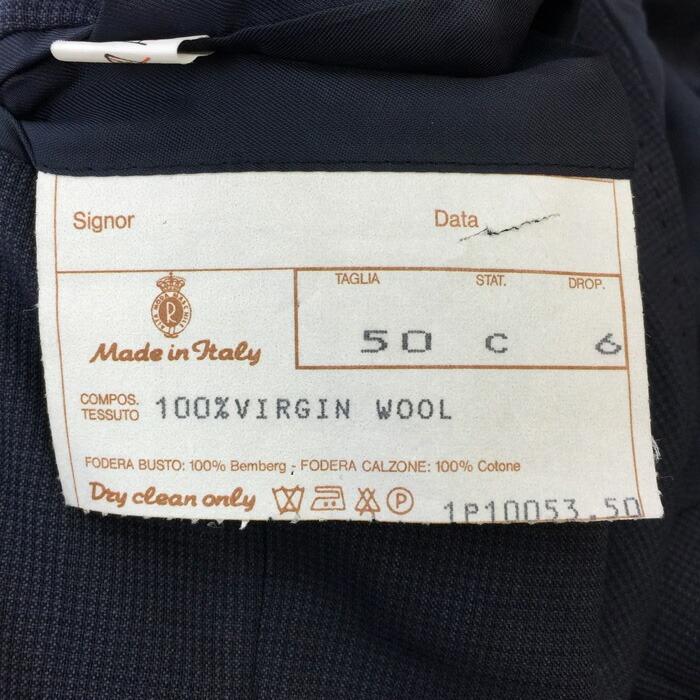 Signor Data
TAGLIA STAT. DROP.
R
50 C 6
Made in Italy
COMPOS. TESSUTO 100%VIRGIN WOOL
FODERA BUSTO: 100% Bemberg - FODERA CALZONE: 100% Cotone
Dry clean only P 1P10053.50